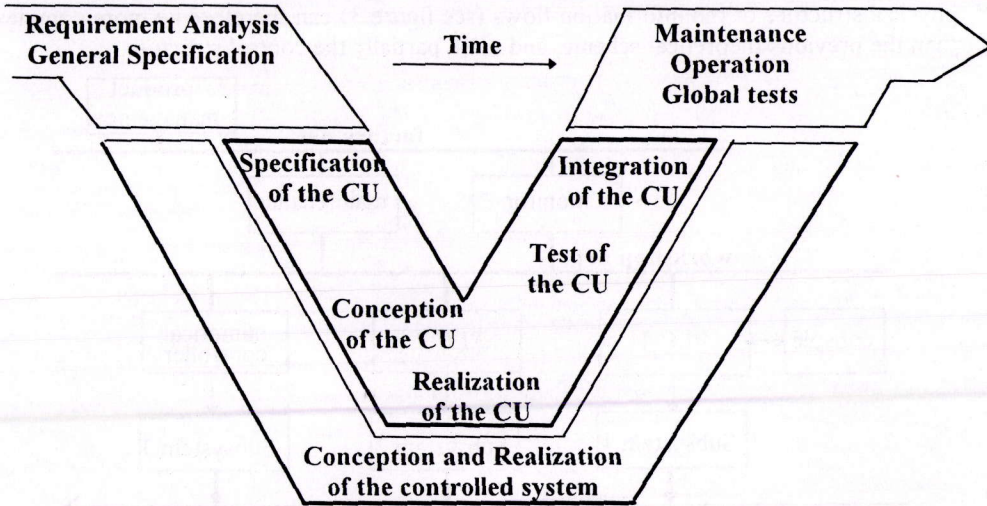 Requirement Analysis
General Specification
Time
Maintenance
Operation
Global tests
Specification
of the CU
Integration
of the CU
Test of
the CU
Conception
of the CU
Realization
of the CU
Conception and Realization
of the controlled system